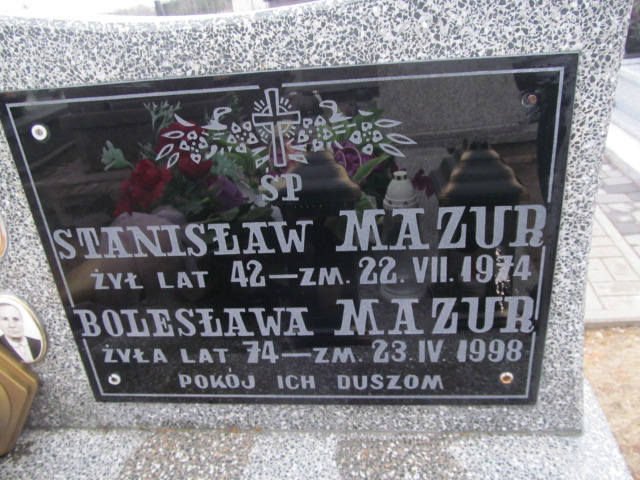 SP
STANISŁAW MAZUR
ŻYŁ LAT 42 — ZM. 22. VII. 1974
BOLESŁAWA MAZUR
ŻYŁA LAT 74 — ZM. 23. IV. 1998
POKÓJ ICH DUSZOM